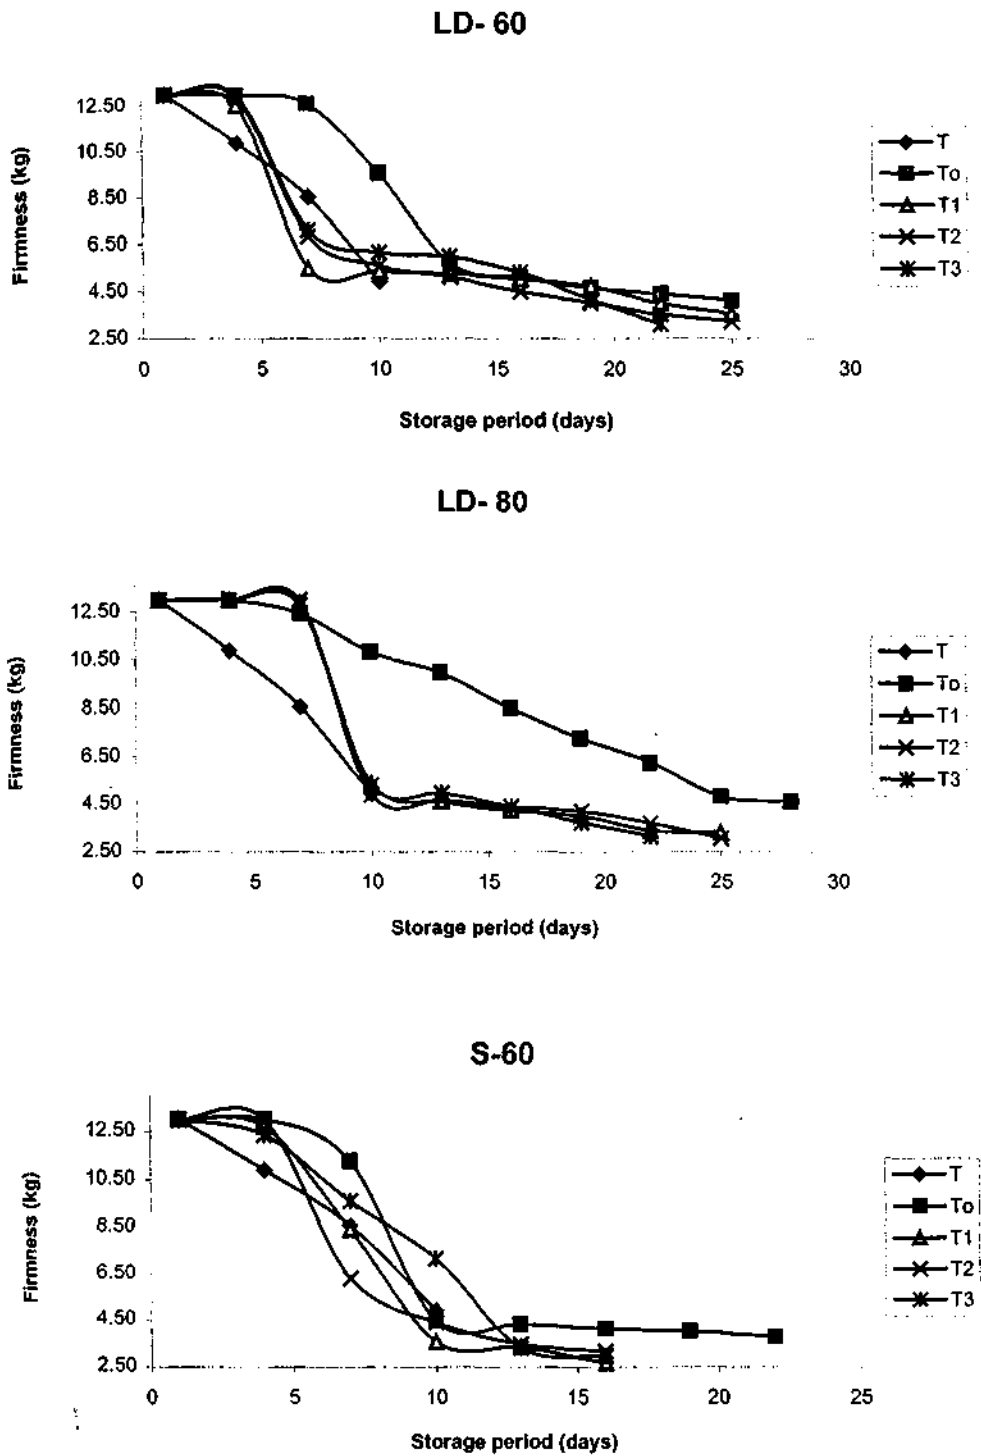 LD- 60
Firmness (kg)
12.50
10.50
8.50
6.50
4.50
2.50
0 5 10 15 20 25 30
Storage period (days)
T
To
T1
T2
T3
LD- 80
Firmness (kg)
12.50
10.50
8.50
6.50
4.50
2.50
0 5 10 15 20 25 30
Storage period (days)
T
To
T1
T2
T3
S-60
Firmness (kg)
12.50
10.50
8.50
6.50
4.50
2.50
0 5 10 15 20 25
Storage period (days)
T
To
T1
T2
T3